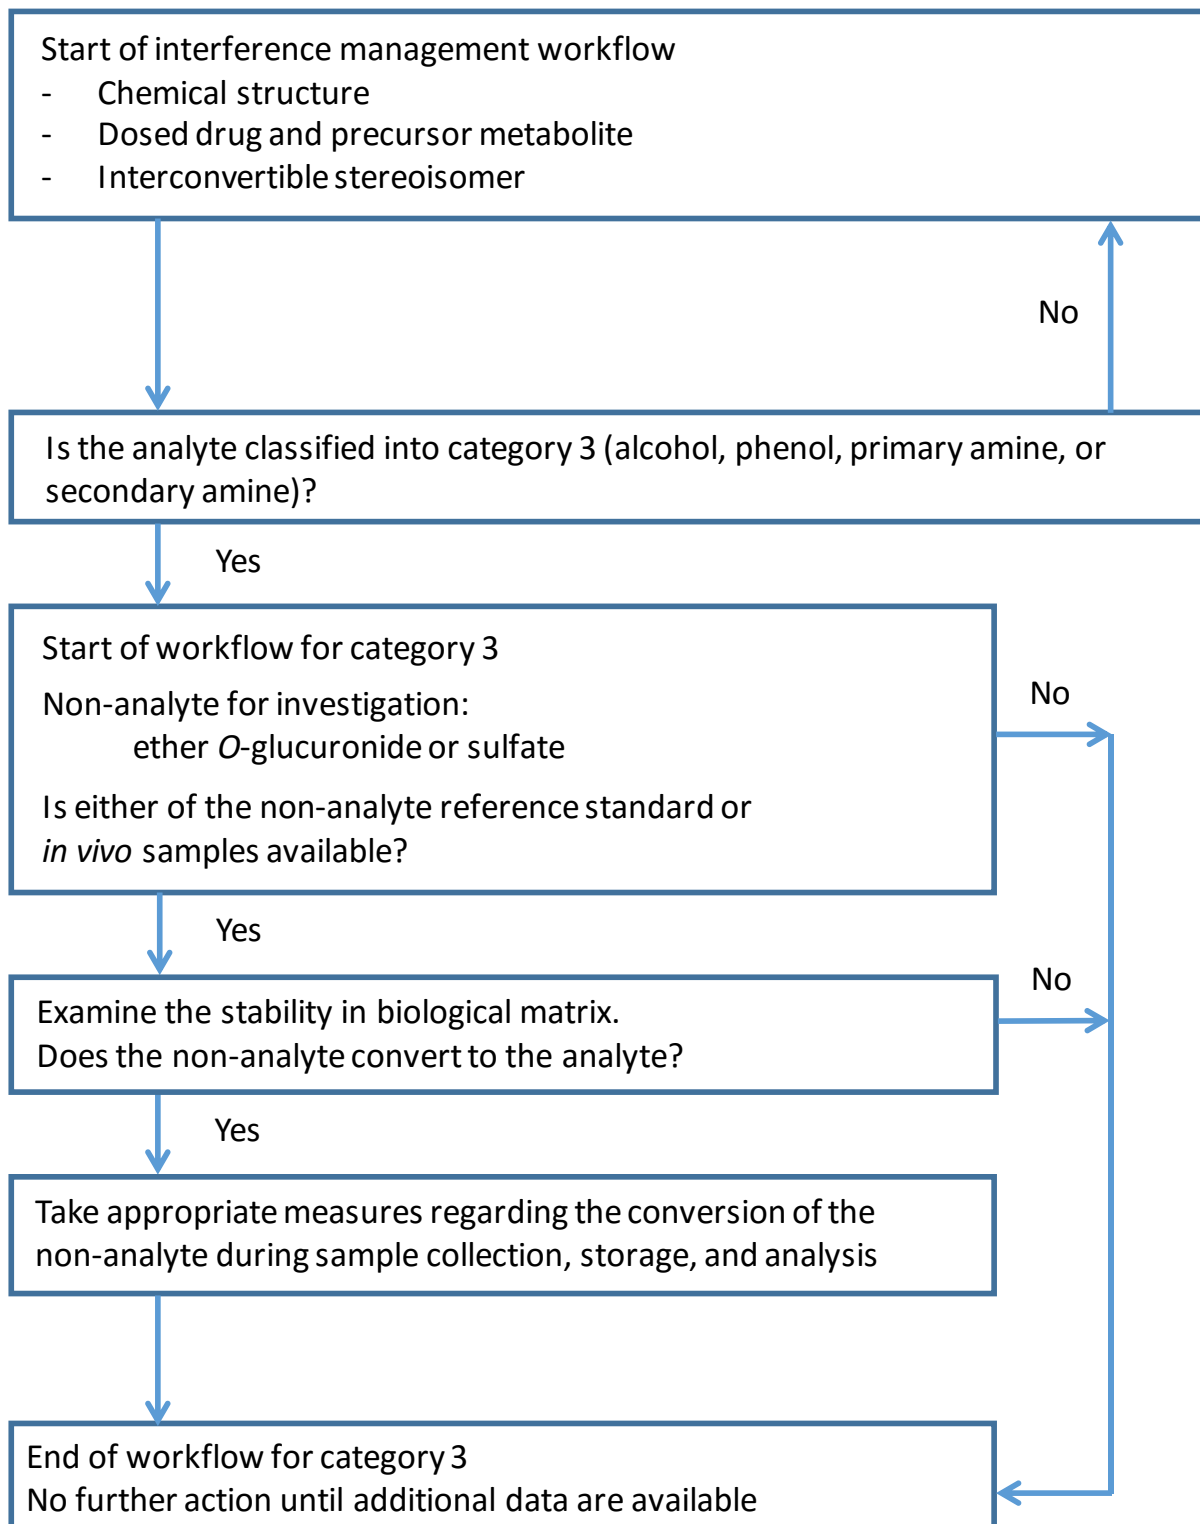 Start of interference management workflow
- Chemical structure
- Dosed drug and precursor metabolite
- Interconvertible stereoisomer
No
Is the analyte classified into category 3 (alcohol, phenol, primary amine, or
secondary amine)?
Yes
Start of workflow for category 3
Non-analyte for investigation:
ether O-glucuronide or sulfate
Is either of the non-analyte reference standard or
in vivo samples available?
No
Yes
Examine the stability in biological matrix.
Does the non-analyte convert to the analyte?
No
Yes
Take appropriate measures regarding the conversion of the
non-analyte during sample collection, storage, and analysis
End of workflow for category 3
No further action until additional data are available